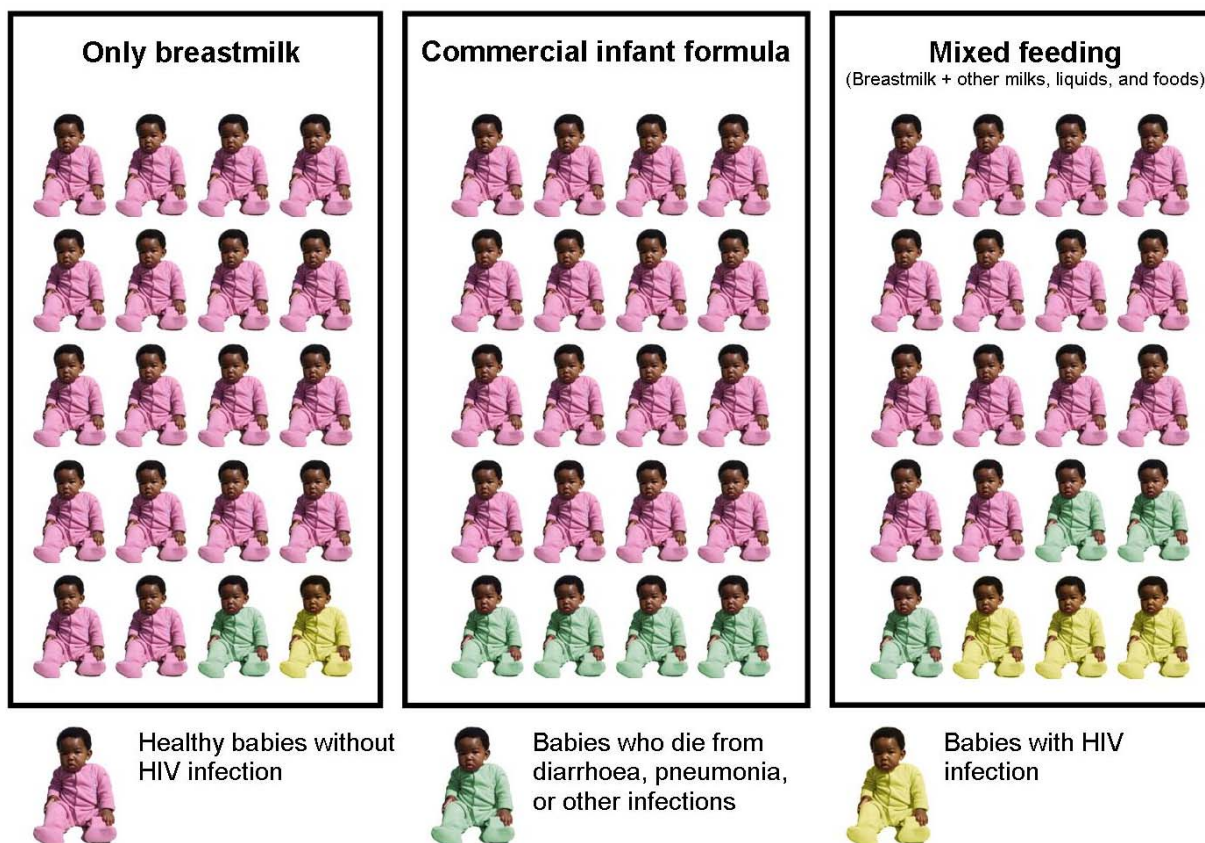 Only breastmilk
Commercial infant formula
Mixed feeding
(Breastmilk + other milks, liquids, and foods)
Healthy babies without
HIV infection
Babies who die from
diarrhoea, pneumonia,
or other infections
Babies with HIV
infection